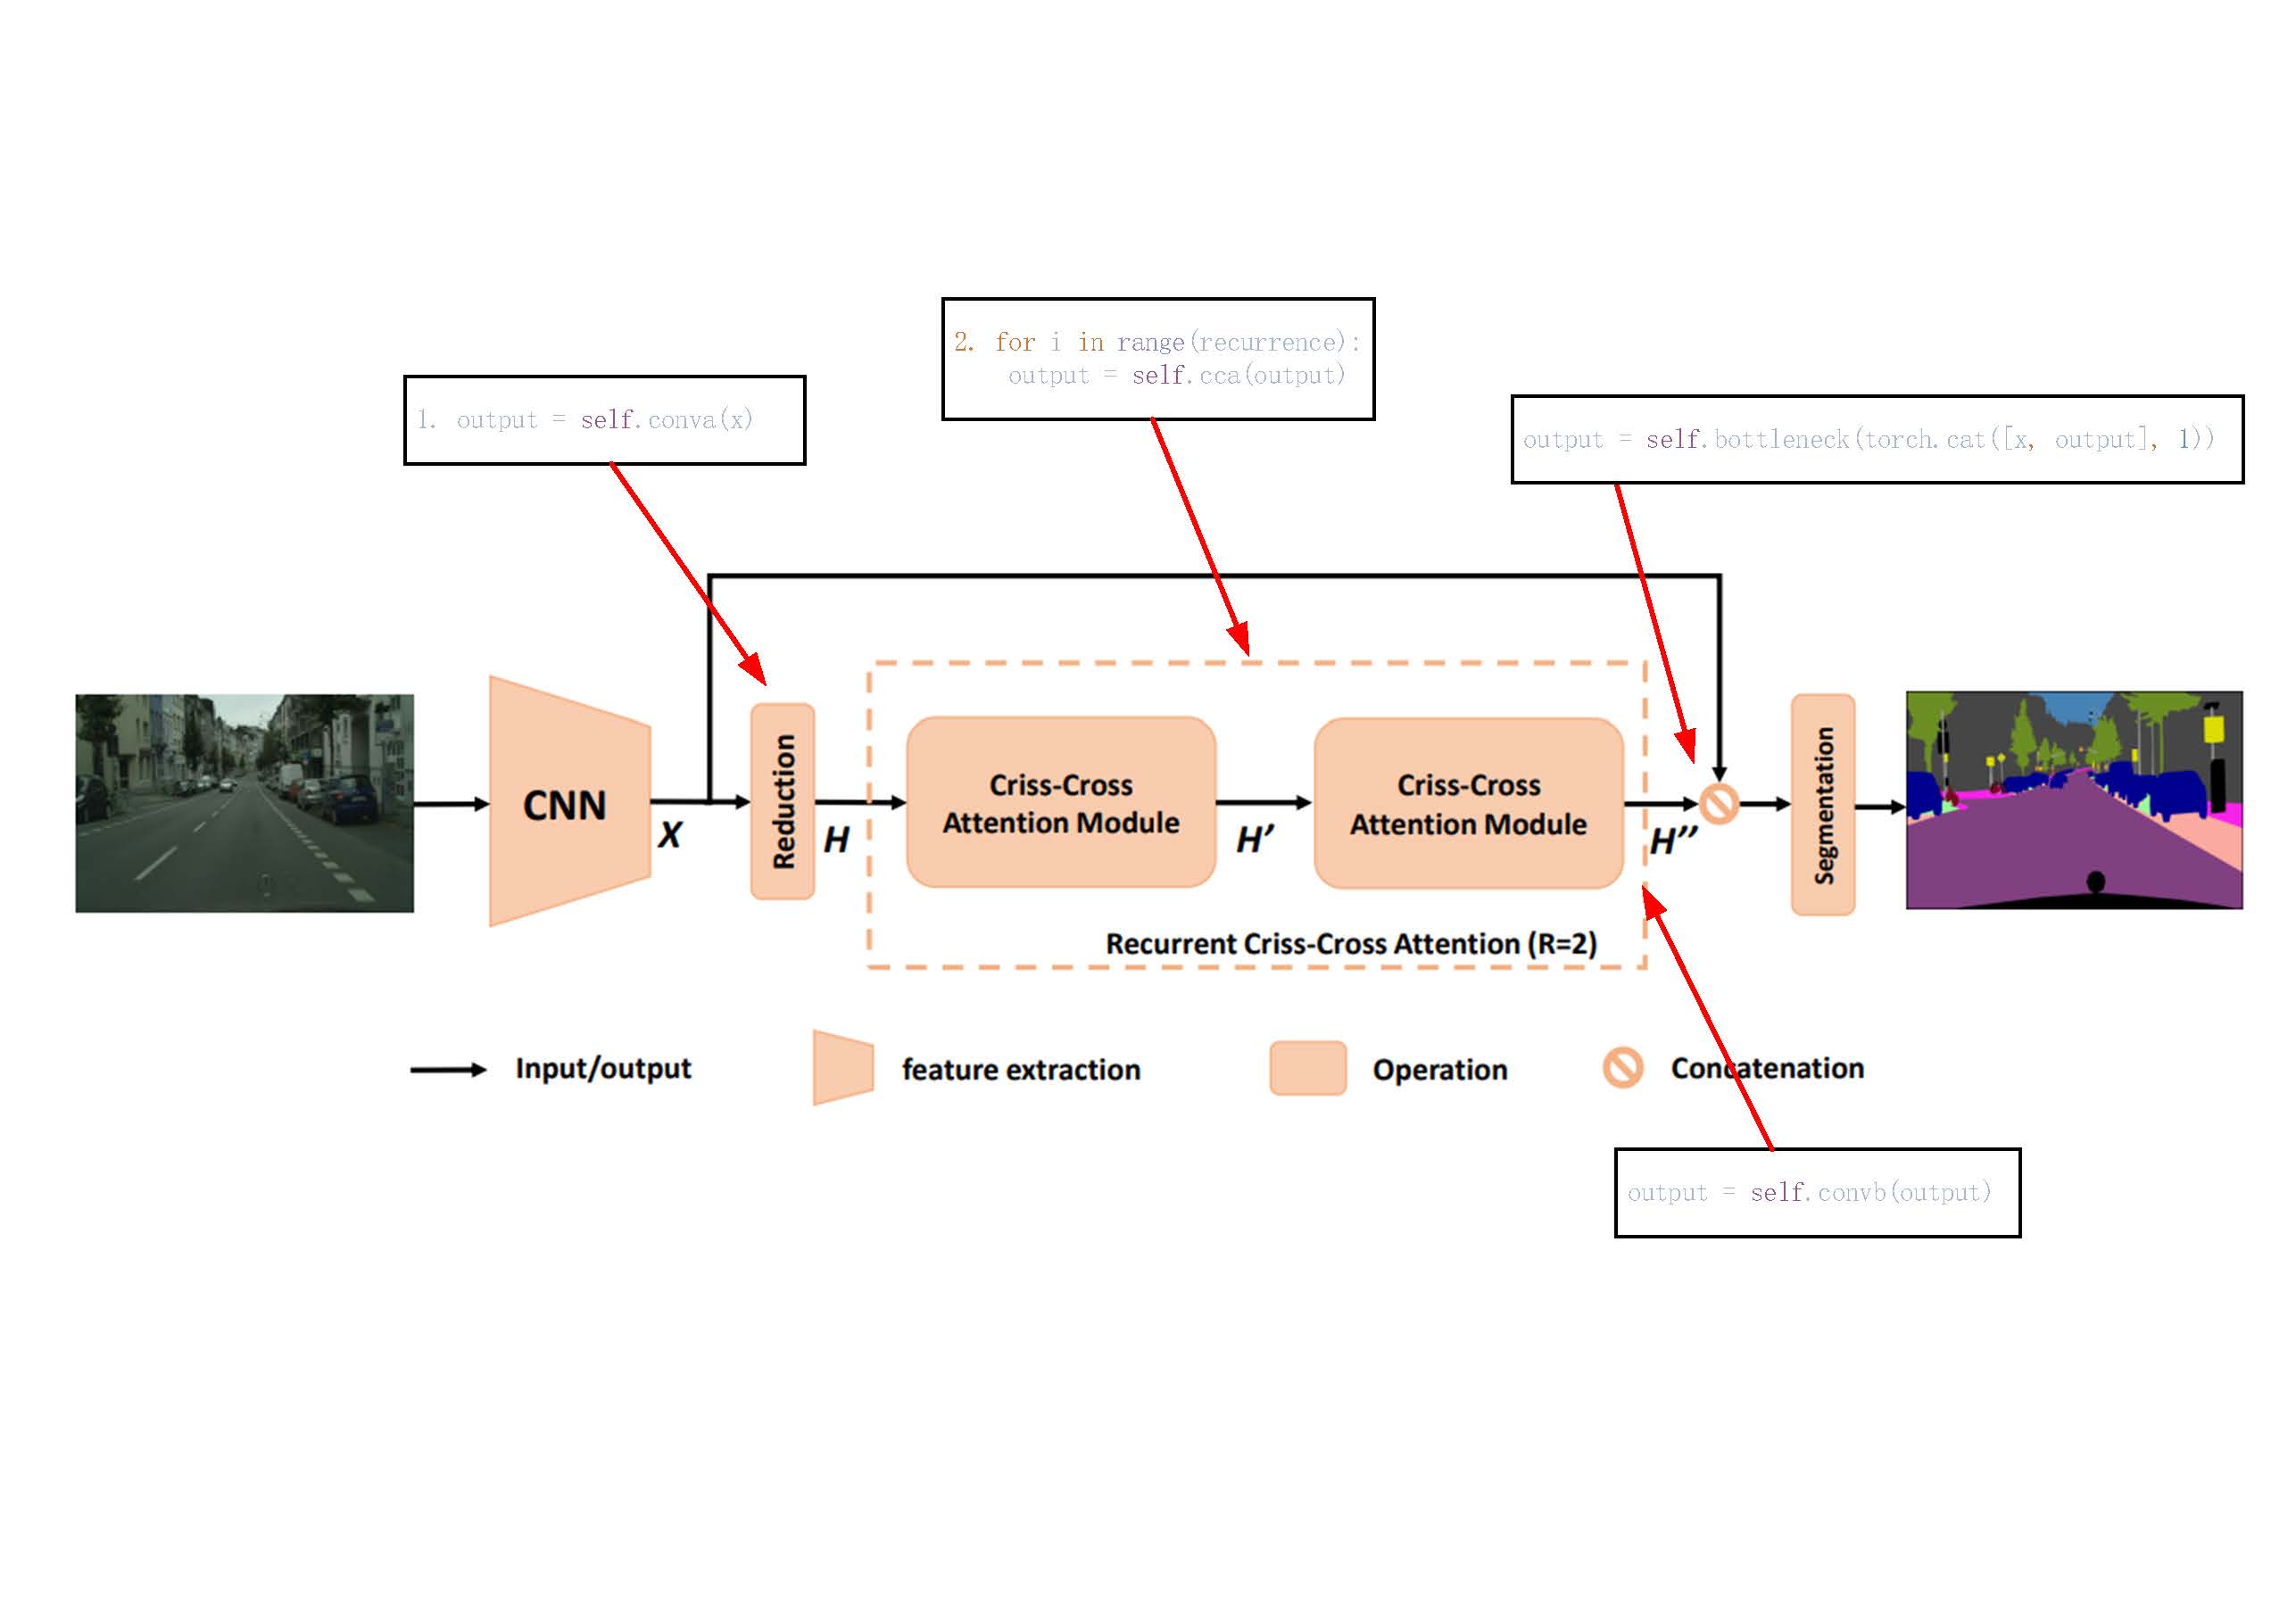 2. for i in range(recurrence):
output = self.cca(output)
1. output = self.conva(x)
output = self.bottleneck(torch.cat([x, output], 1))
CNN
X
Reduction
H
Criss-Cross
Attention Module
H’
Criss-Cross
Attention Module
H’’
Segmentation
Recurrent Criss-Cross Attention (R=2)
Input/output
feature extraction
Operation
Concatenation
output = self.convb(output)